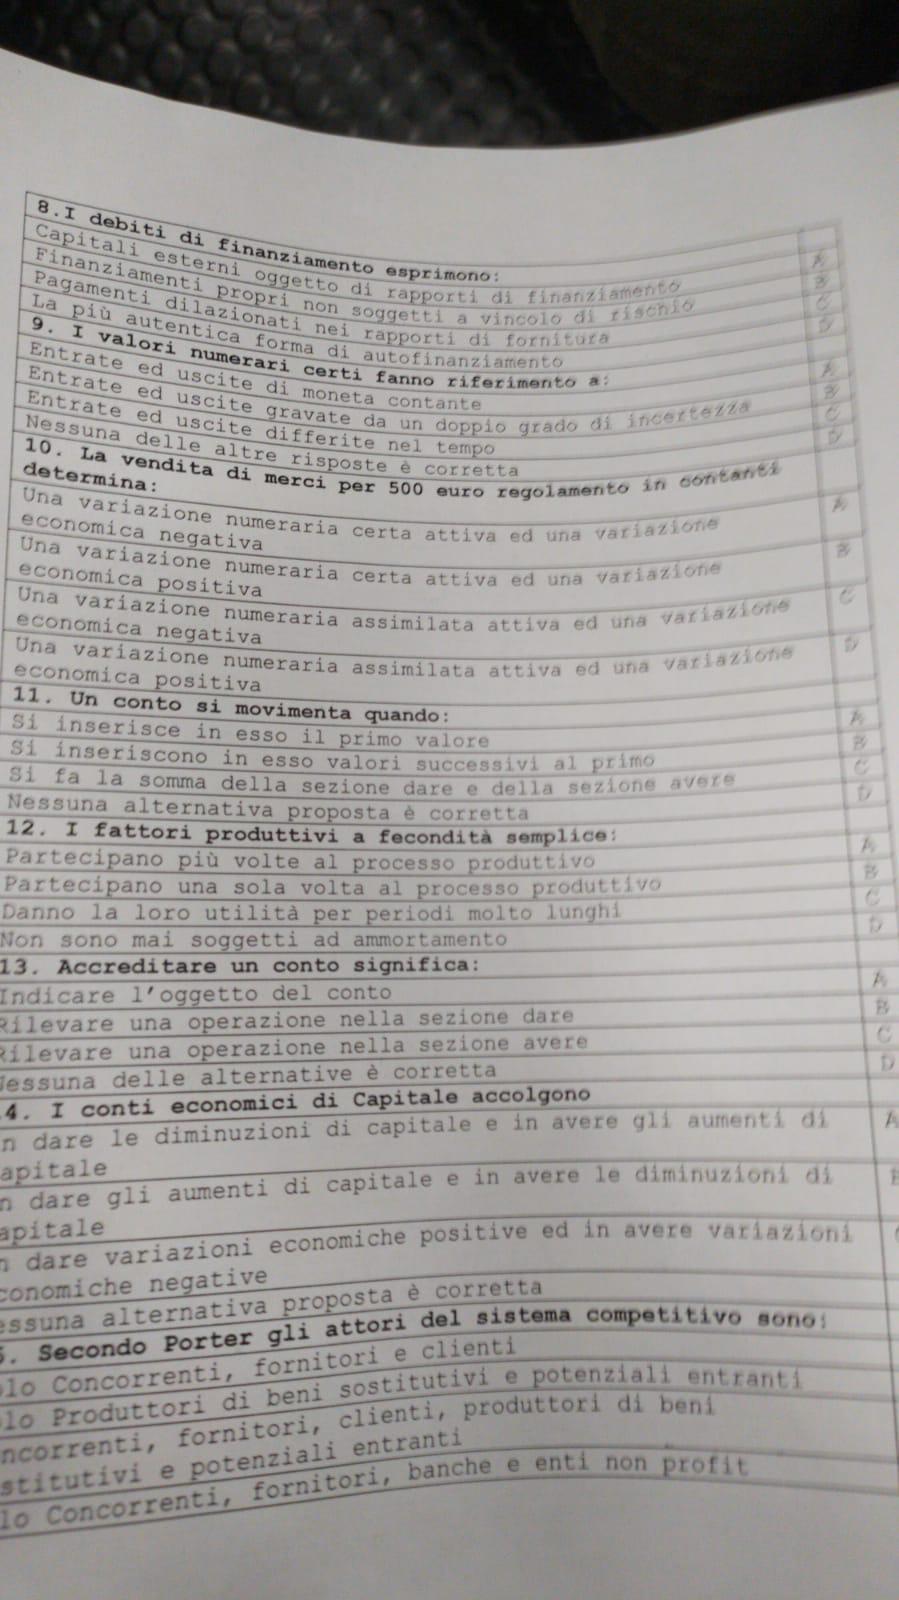 8.I debiti di finanziamento esprimono:
Capitali esterni oggetto di rapporti di finanziamento A
Finanziamenti propri non soggetti a vincolo di rischio B
Pagamenti dilazionati nei rapporti di fornitura C
La più autentica forma di autofinanziamento D
9. I valori numerari certi fanno riferimento a:
Entrate ed uscite di moneta contante A
Entrate ed uscite gravate da un doppio grado di incertezza B
Entrate ed uscite differite nel tempo C
Nessuna delle altre risposte è corretta D
10. La vendita di merci per 500 euro regolamento in contanti
determina:
Una variazione numeraria certa attiva ed una variazione A
economica negativa
Una variazione numeraria certa attiva ed una variazione B
economica positiva
Una variazione numeraria assimilata attiva ed una variazione C
economica negativa
Una variazione numeraria assimilata attiva ed una variazione D
economica positiva
11. Un conto si movimenta quando:
Si inserisce in esso il primo valore A
Si inseriscono in esso valori successivi al primo B
Si fa la somma della sezione dare e della sezione avere C
Nessuna alternativa proposta è corretta D
12. I fattori produttivi a fecondità semplice:
Partecipano più volte al processo produttivo A
Partecipano una sola volta al processo produttivo B
Danno la loro utilità per periodi molto lunghi C
Non sono mai soggetti ad ammortamento D
13. Accreditare un conto significa:
Indicare l'oggetto del conto A
Rilevare una operazione nella sezione dare B
Rilevare una operazione nella sezione avere C
Nessuna delle alternative è corretta D
4. I conti economici di Capitale accolgono
n dare le diminuzioni di capitale e in avere gli aumenti di A
apitale
n dare gli aumenti di capitale e in avere le diminuzioni di
apitale
n dare variazioni economiche positive ed in avere variazioni
conomiche negative
essuna alternativa proposta è corretta
. Secondo Porter gli attori del sistema competitivo sono:
lo Concorrenti, fornitori e clienti
lo Produttori di beni sostitutivi e potenziali entranti
ncorrenti, fornitori, clienti, produttori di beni
stitutivi e potenziali entranti
lo Concorrenti, fornitori, banche e enti non profit